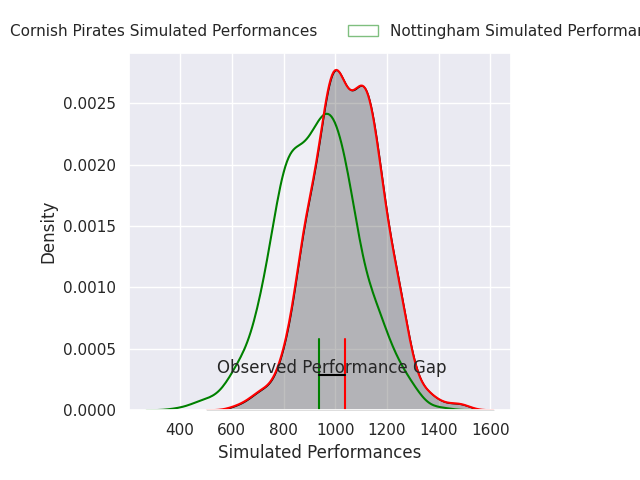 Cornish Pirates Simulated Performances Nottingham Simulated Performa
0.0025
0.0020
0.0015
0.0010
0.0005
0.0000
Density
Observed Performance Gap
400 600 800 1000 1200 1400 1600
Simulated Performances